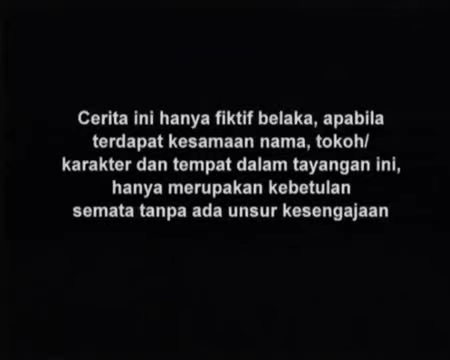 Cerita ini hanya fiktif belaka, apabila
terdapat kesamaan nama, tokoh/
karakter dan tempat dalam tayangan ini,
hanya merupakan kebetulan
semata tanpa ada unsur kesengajaan